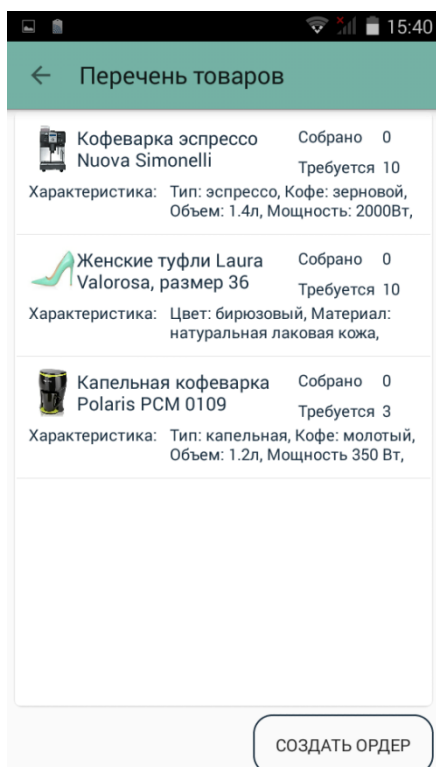 15:40
Перечень товаров
Кофеварка эспрессо Собрано 0
Nuova Simonelli Требуется 10
Характеристика: Тип: эспрессо, Кофе: зерновой,
Объем: 1.4л, Мощность: 2000Вт,
Женские туфли Laura Собрано 0
Valorosa, размер 36 Требуется 10
Характеристика: Цвет: бирюзовый, Материал:
натуральная лаковая кожа,
Капельная кофеварка Собрано 0
Polaris PCM 0109 Требуется 3
Характеристика: Тип: капельная, Кофе: молотый,
Объем: 1.2л, Мощность 350 Вт,
СОЗДАТЬ ОРДЕР